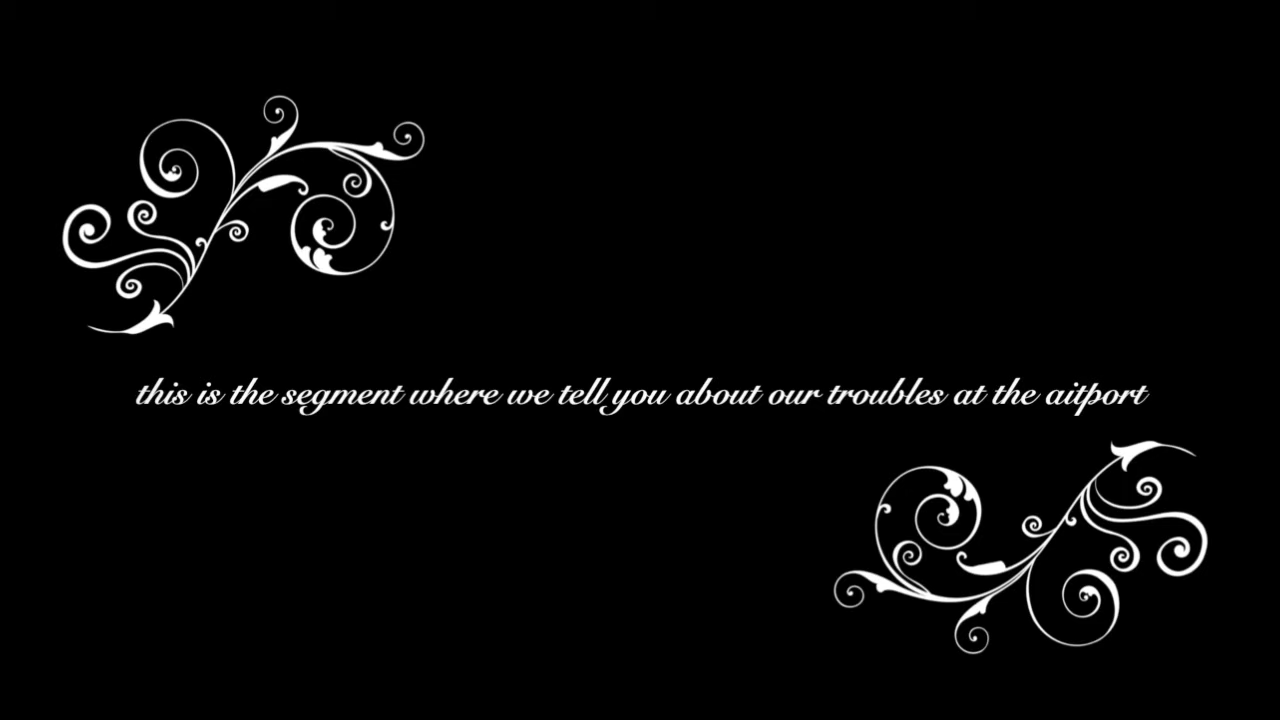 this is the segment where we tell you about our troubles at the aitport